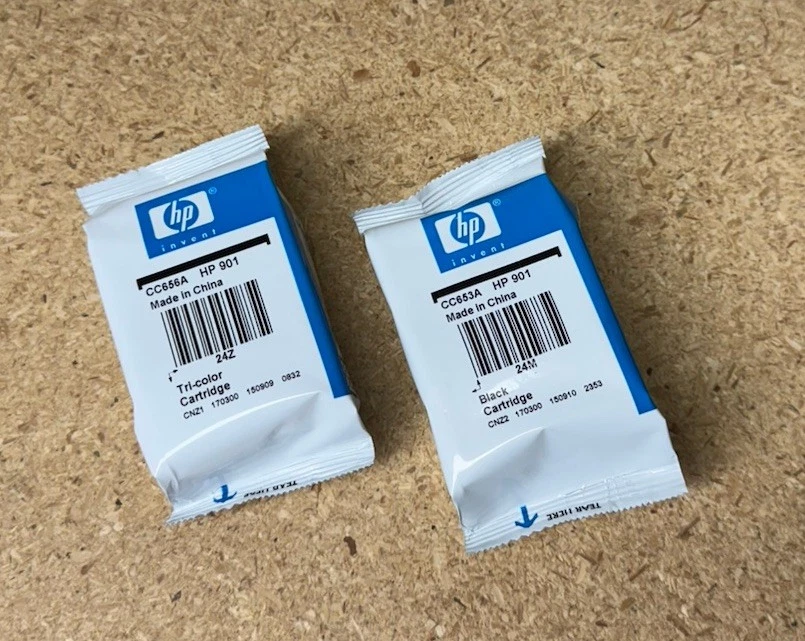 hp®
invent
CC656A HP 901
Made in China
24Z
Tri-color
Cartridge
CNZ1 170300 150909 0832
TEAR HERE
hp®
invent
CC653A HP 901
Made in China
24M
Black
Cartridge
CNZ2 170300 150910 2353
TEAR HERE